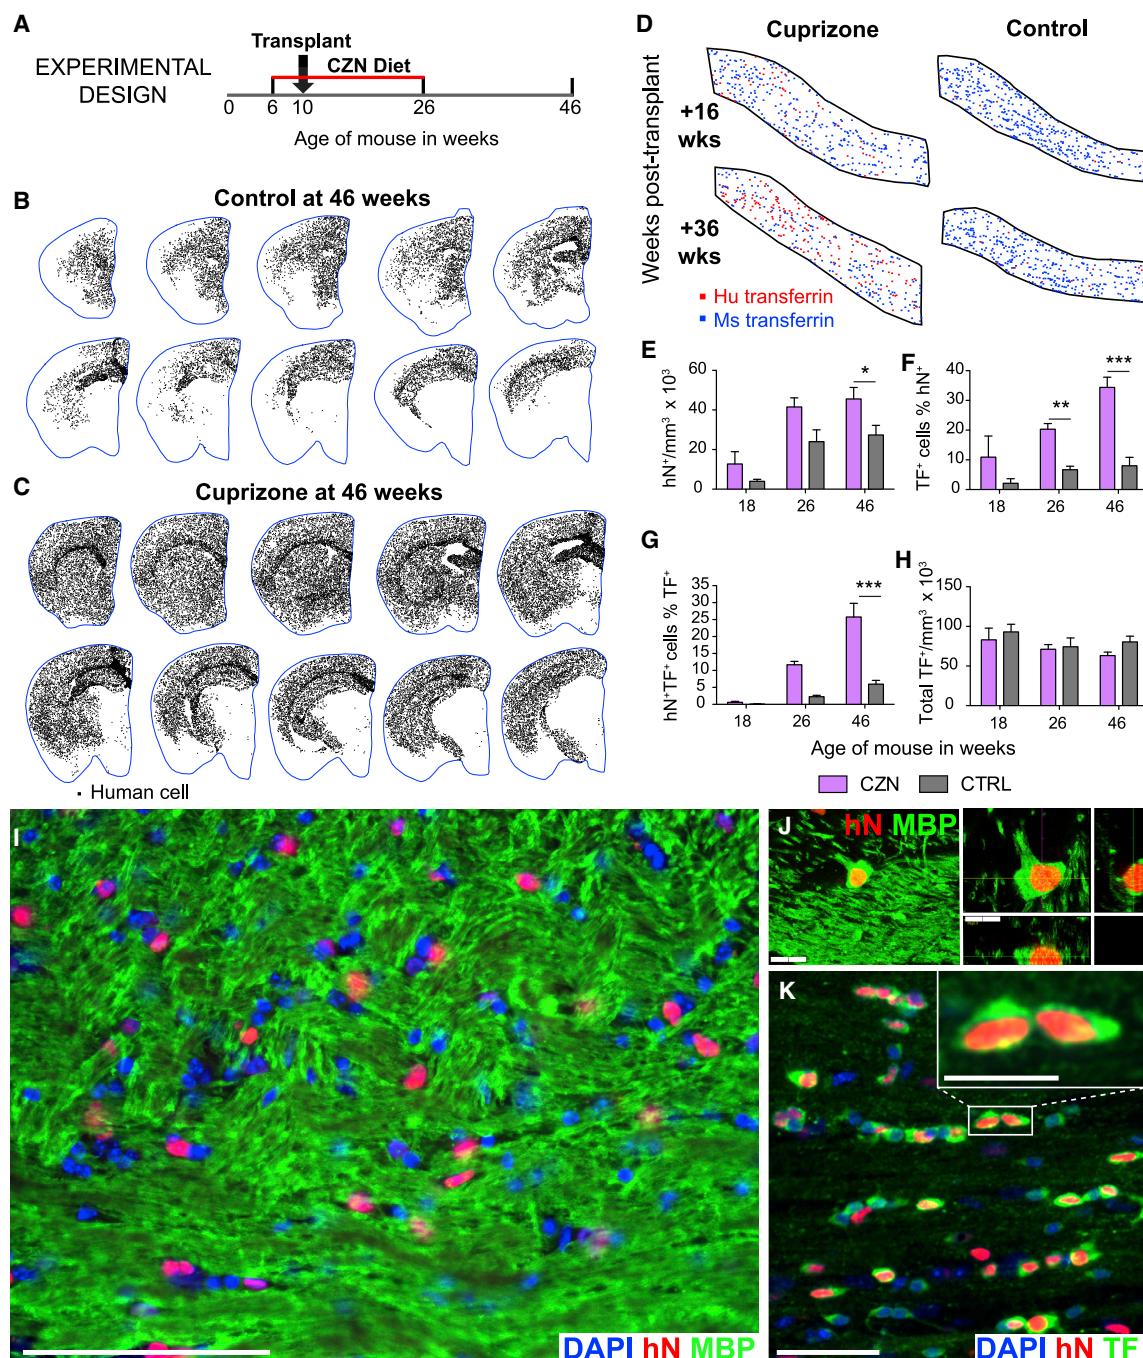 A
EXPERIMENTAL
DESIGN
Transplant
CZN Diet
0 6 10 26 46
Age of mouse in weeks
B
Control at 46 weeks
C
Cuprizone at 46 weeks
Human cell
D
Cuprizone
Control
Weeks post-transplant
+16
wks
+36
wks
Hu transferrin
Ms transferrin
E
hN⁺/mm³ x 10³
60
40
20
0
*
18 26 46
F
TF⁺ cells % hN⁺
40
30
20
10
0
**
***
18 26 46
G
hN⁺TF⁺ cells % TF⁺
35
30
25
20
15
10
5
0
***
18 26 46
H
Total TF⁺/mm³ x 10³
150
100
50
0
18 26 46
Age of mouse in weeks
CZN
CTRL
I
DAPI hN MBP
J
hN MBP
K
DAPI hN TF